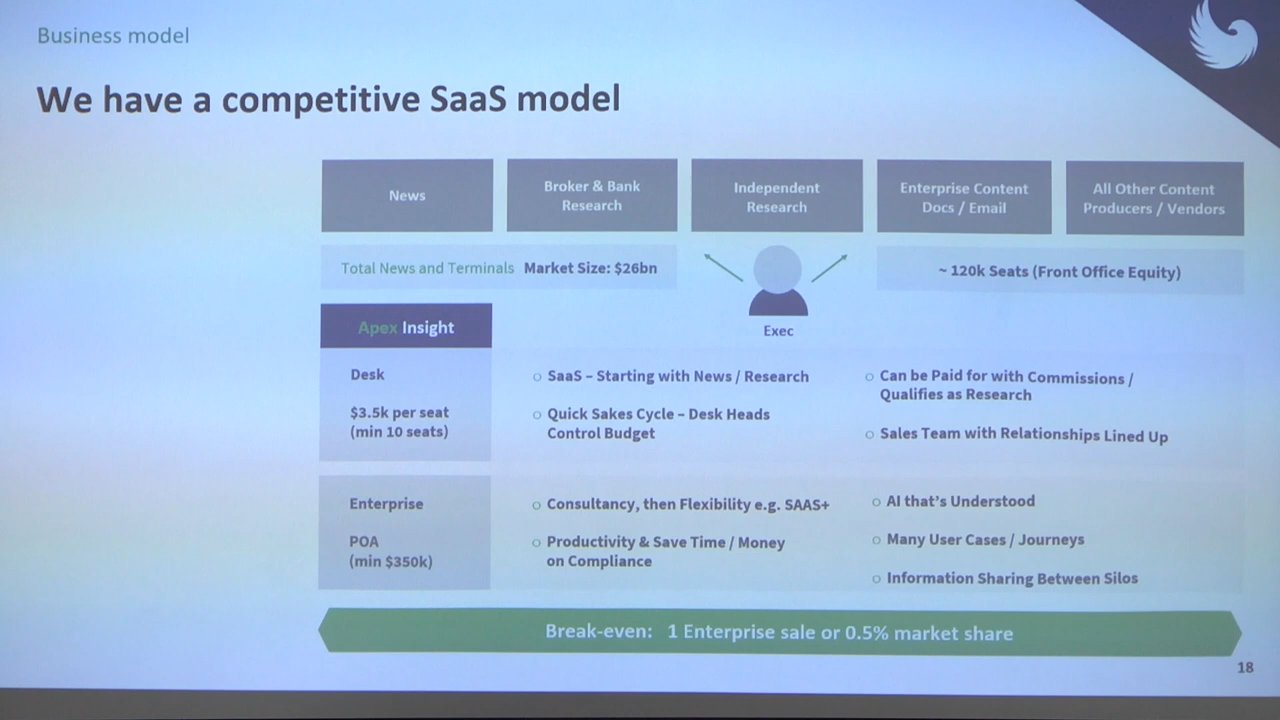 Business model
We have a competitive SaaS model
News
Broker & Bank
Research
Independent
Research
Enterprise Content
Docs / Email
All Other Content
Producers / Vendors
Total News and Terminals Market Size: $26bn
~ 120k Seats (Front Office Equity)
Exec
Apex Insight
Desk
$3.5k per seat
(min 10 seats)
○ SaaS – Starting with News / Research
○ Quick Sakes Cycle – Desk Heads
Control Budget
○ Can be Paid for with Commissions /
Qualifies as Research
○ Sales Team with Relationships Lined Up
Enterprise
POA
(min $350k)
○ Consultancy, then Flexibility e.g. SAAS+
○ Productivity & Save Time / Money
on Compliance
○ AI that's Understood
○ Many User Cases / Journeys
○ Information Sharing Between Silos
Break-even: 1 Enterprise sale or 0.5% market share
18